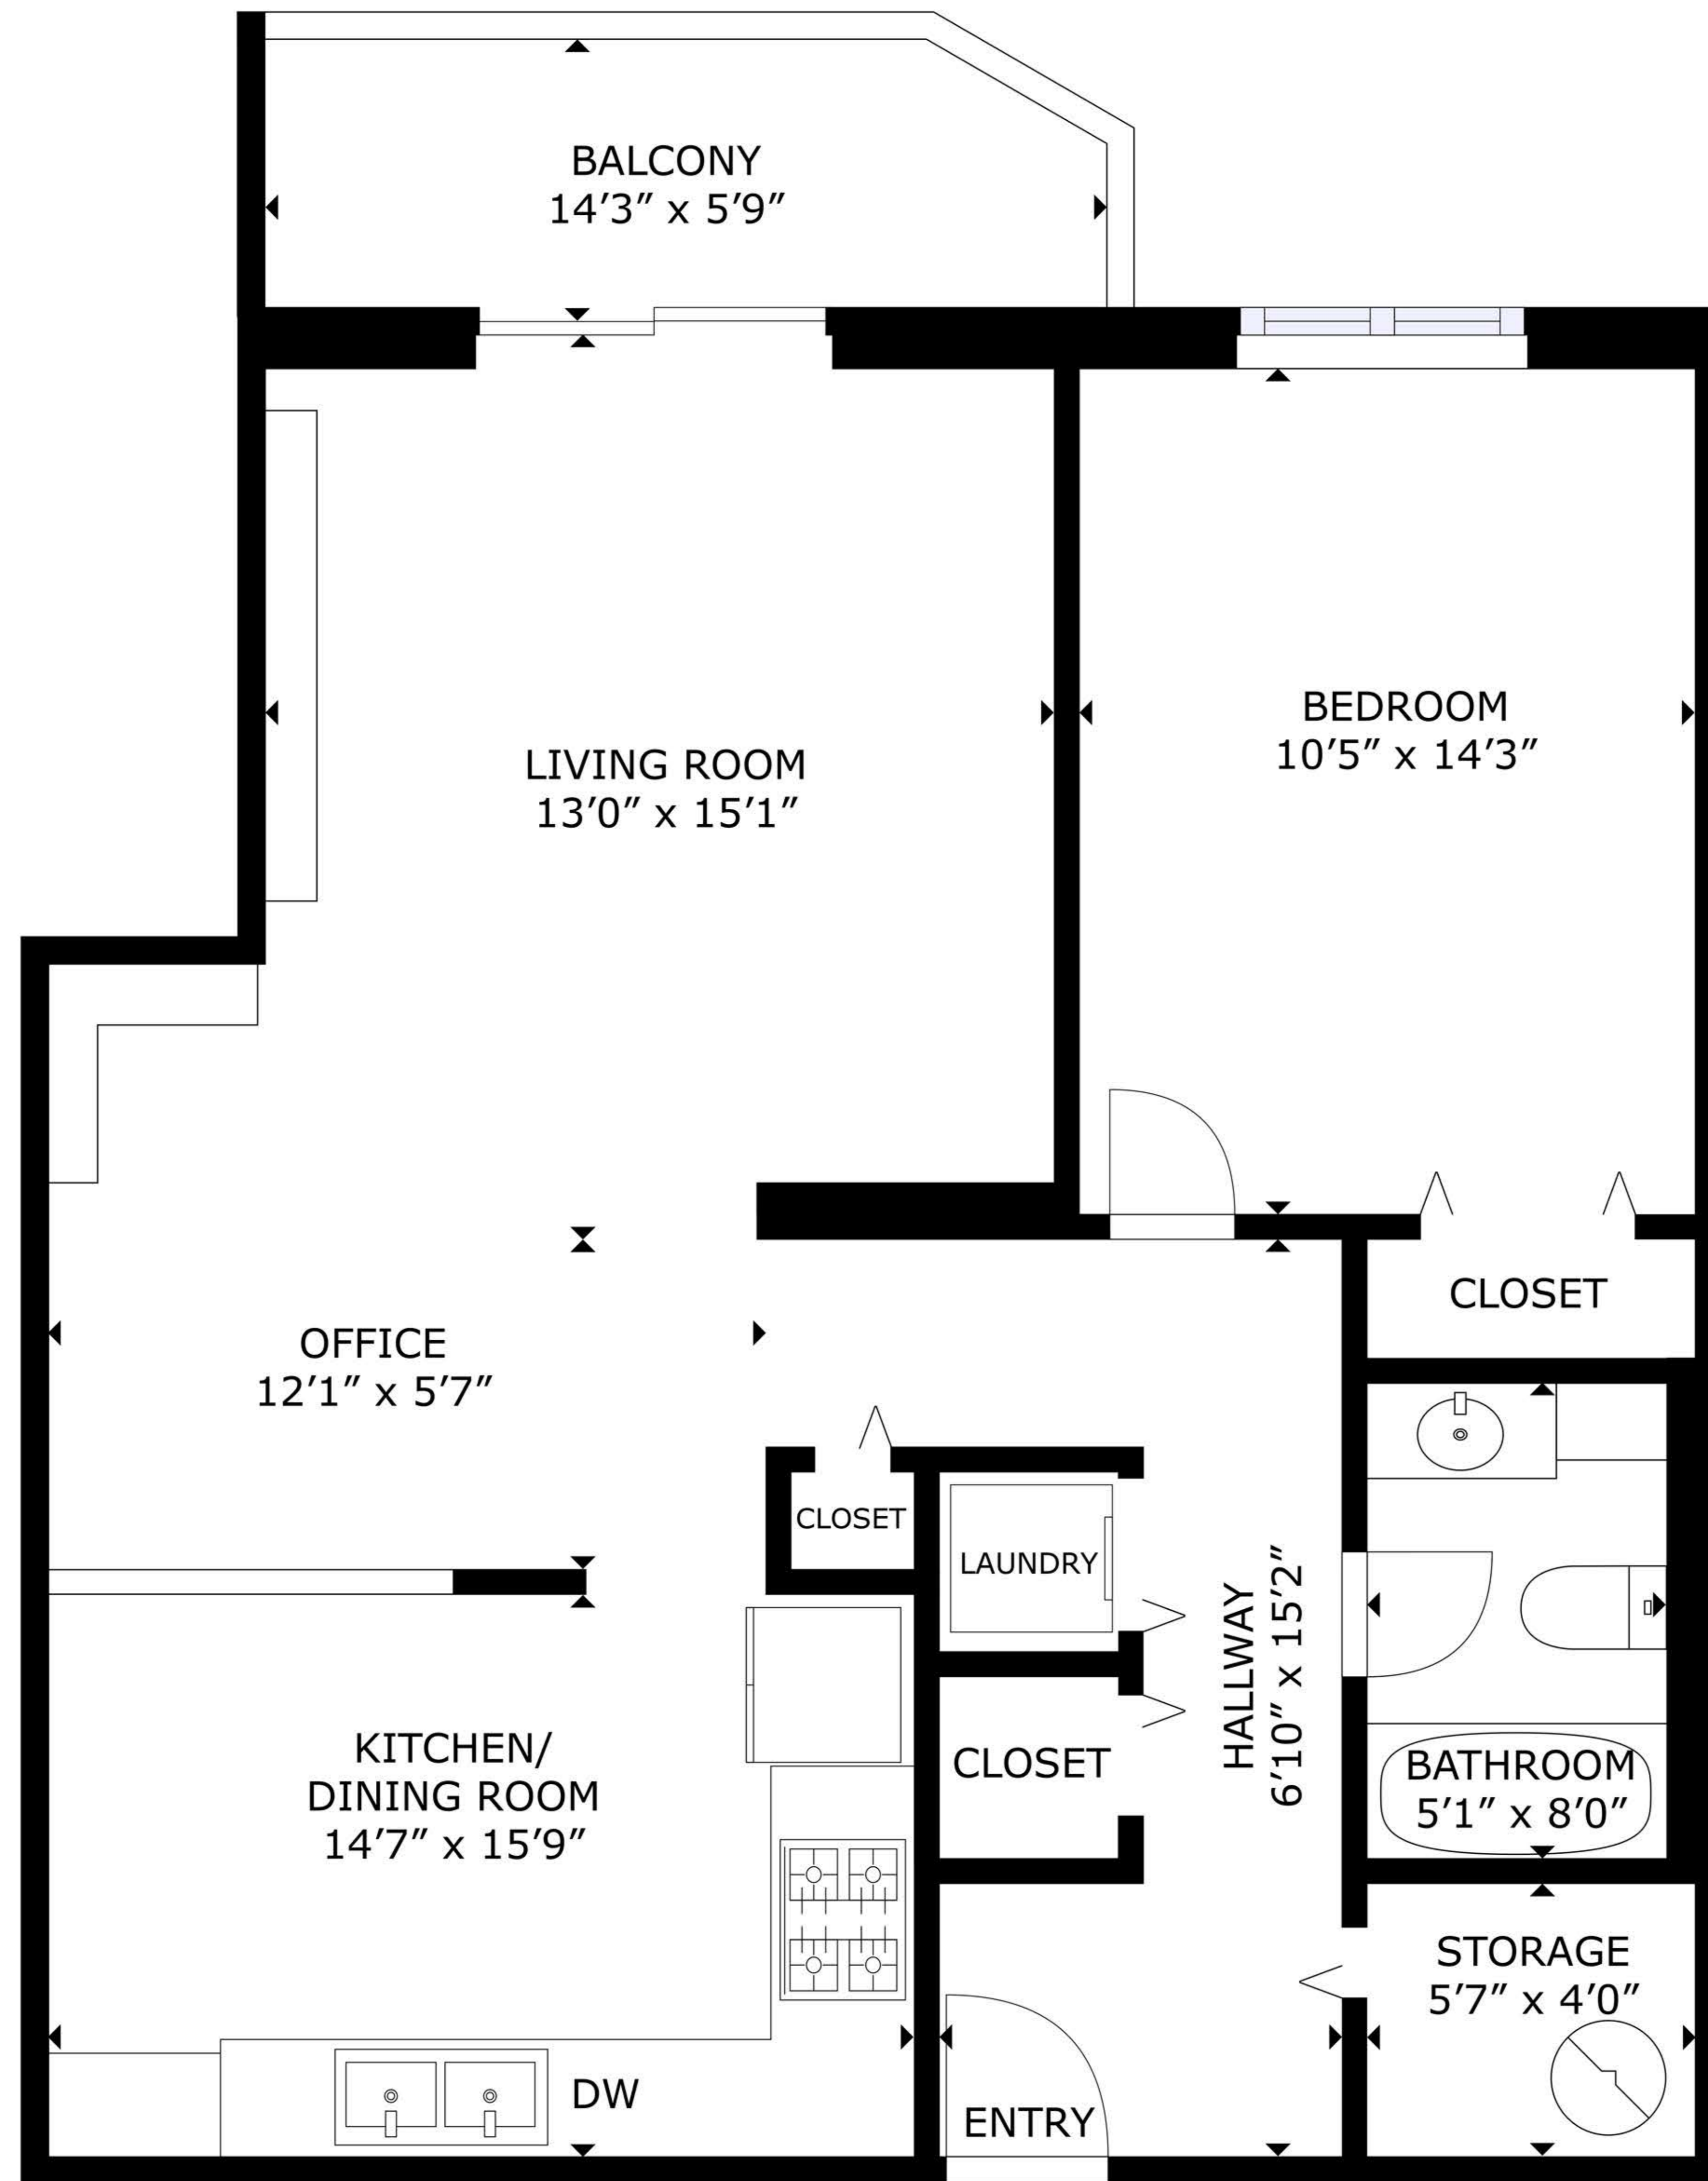 BALCONY
14′3″ x 5′9″
BEDROOM
10′5″ x 14′3″
LIVING ROOM
13′0″ x 15′1″
CLOSET
OFFICE
12′1″ x 5′7″
CLOSET
LAUNDRY
HALLWAY
6′10″ x 15′2″
KITCHEN/
DINING ROOM
14′7″ x 15′9″
CLOSET
BATHROOM
5′1″ x 8′0″
STORAGE
5′7″ x 4′0″
DW
ENTRY